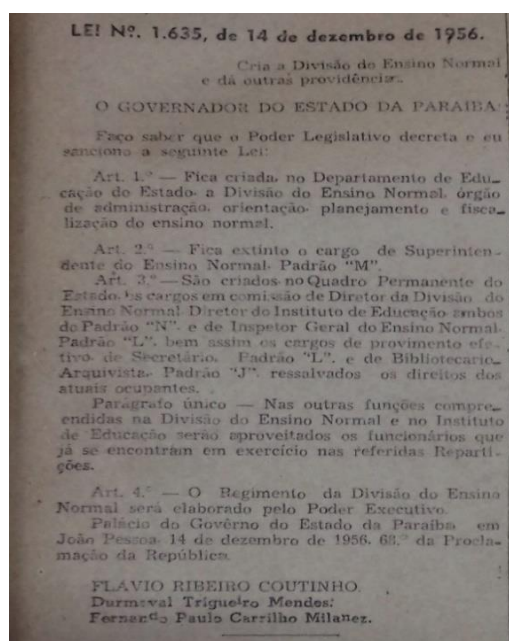 LEI Nº. 1.635, de 14 de dezembro de 1956.
Cria a Divisão do Ensino Normal
e dá outras providências.
O GOVERNADOR DO ESTADO DA PARAÍBA:
Faço saber que o Poder Legislativo decreta e eu
sanciono a seguinte Lei:
Art. 1.º — Fica criada, no Departamento de Edu_
cação do Estado, a Divisão do Ensino Normal, órgão
de administração, orientação, planejamento e fisca_
lização do ensino normal.
Art. 2.º — Fica extinto o cargo de Superinten-
dente do Ensino Normal, Padrão "M".
Art. 3.º — São criados no Quadro Permanente do
Estado, os cargos em comissão de Diretor da Divisão do
Ensino Normal, Diretor do Instituto de Educação, ambos
do Padrão "N", e de Inspetor Geral do Ensino Normal,
Padrão "L", bem assim os cargos de provimento efe_
tivo de Secretário, Padrão "L", e de Bibliotecário_
Arquivista, Padrão "J", ressalvados os direitos dos
atuais ocupantes.
Parágrafo único — Nas outras funções compre_
endidas na Divisão do Ensino Normal e no Instituto
de Educação serão aproveitados os funcionários que
já se encontram em exercício nas referidas Reparti-
ções.
Art. 4.º — O Regimento da Divisão do Ensino
Normal será elaborado pelo Poder Executivo.
Palácio do Govêrno do Estado da Paraíba, em
João Pessoa, 14 de dezembro de 1956, 68.º da Procla-
mação da República.
FLAVIO RIBEIRO COUTINHO.
Durmeval Trigueiro Mendes:
Fernando Paulo Carrilho Milanez.